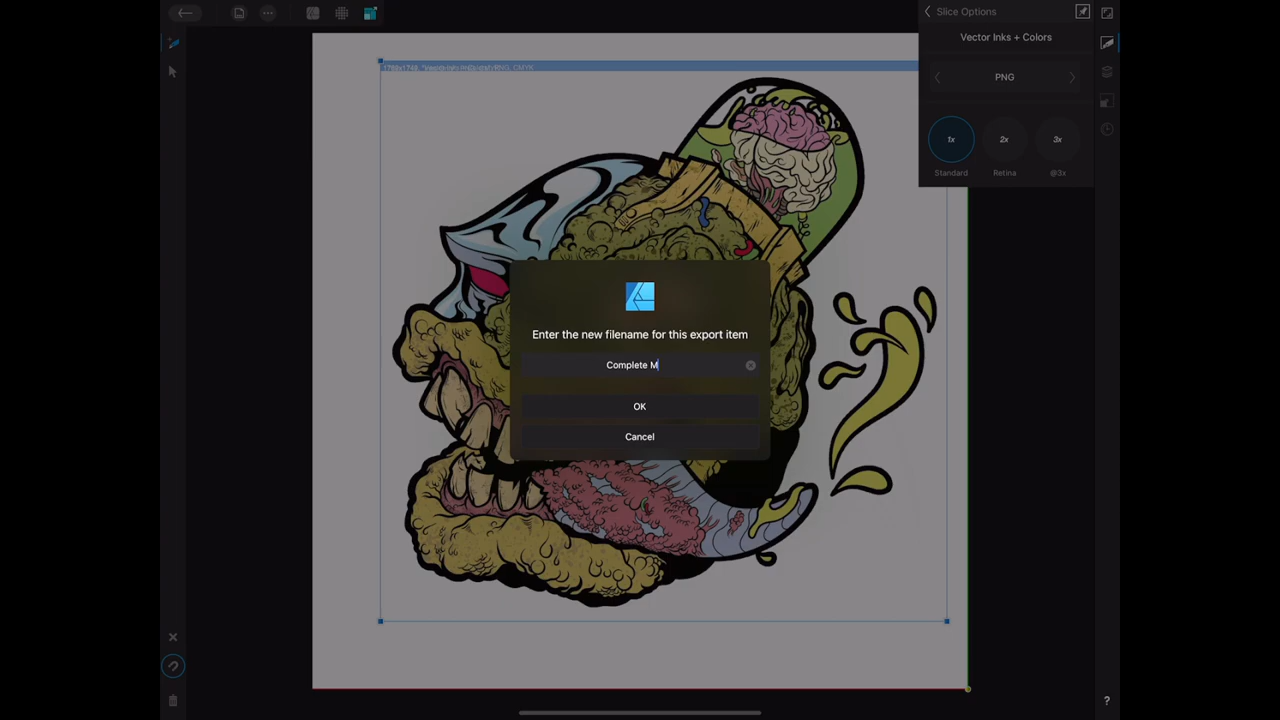 Slice Options
Vector Inks + Colors
PNG
1x
2x
3x
Standard
Retina
@3x
Enter the new filename for this export item
Complete M
OK
Cancel
?